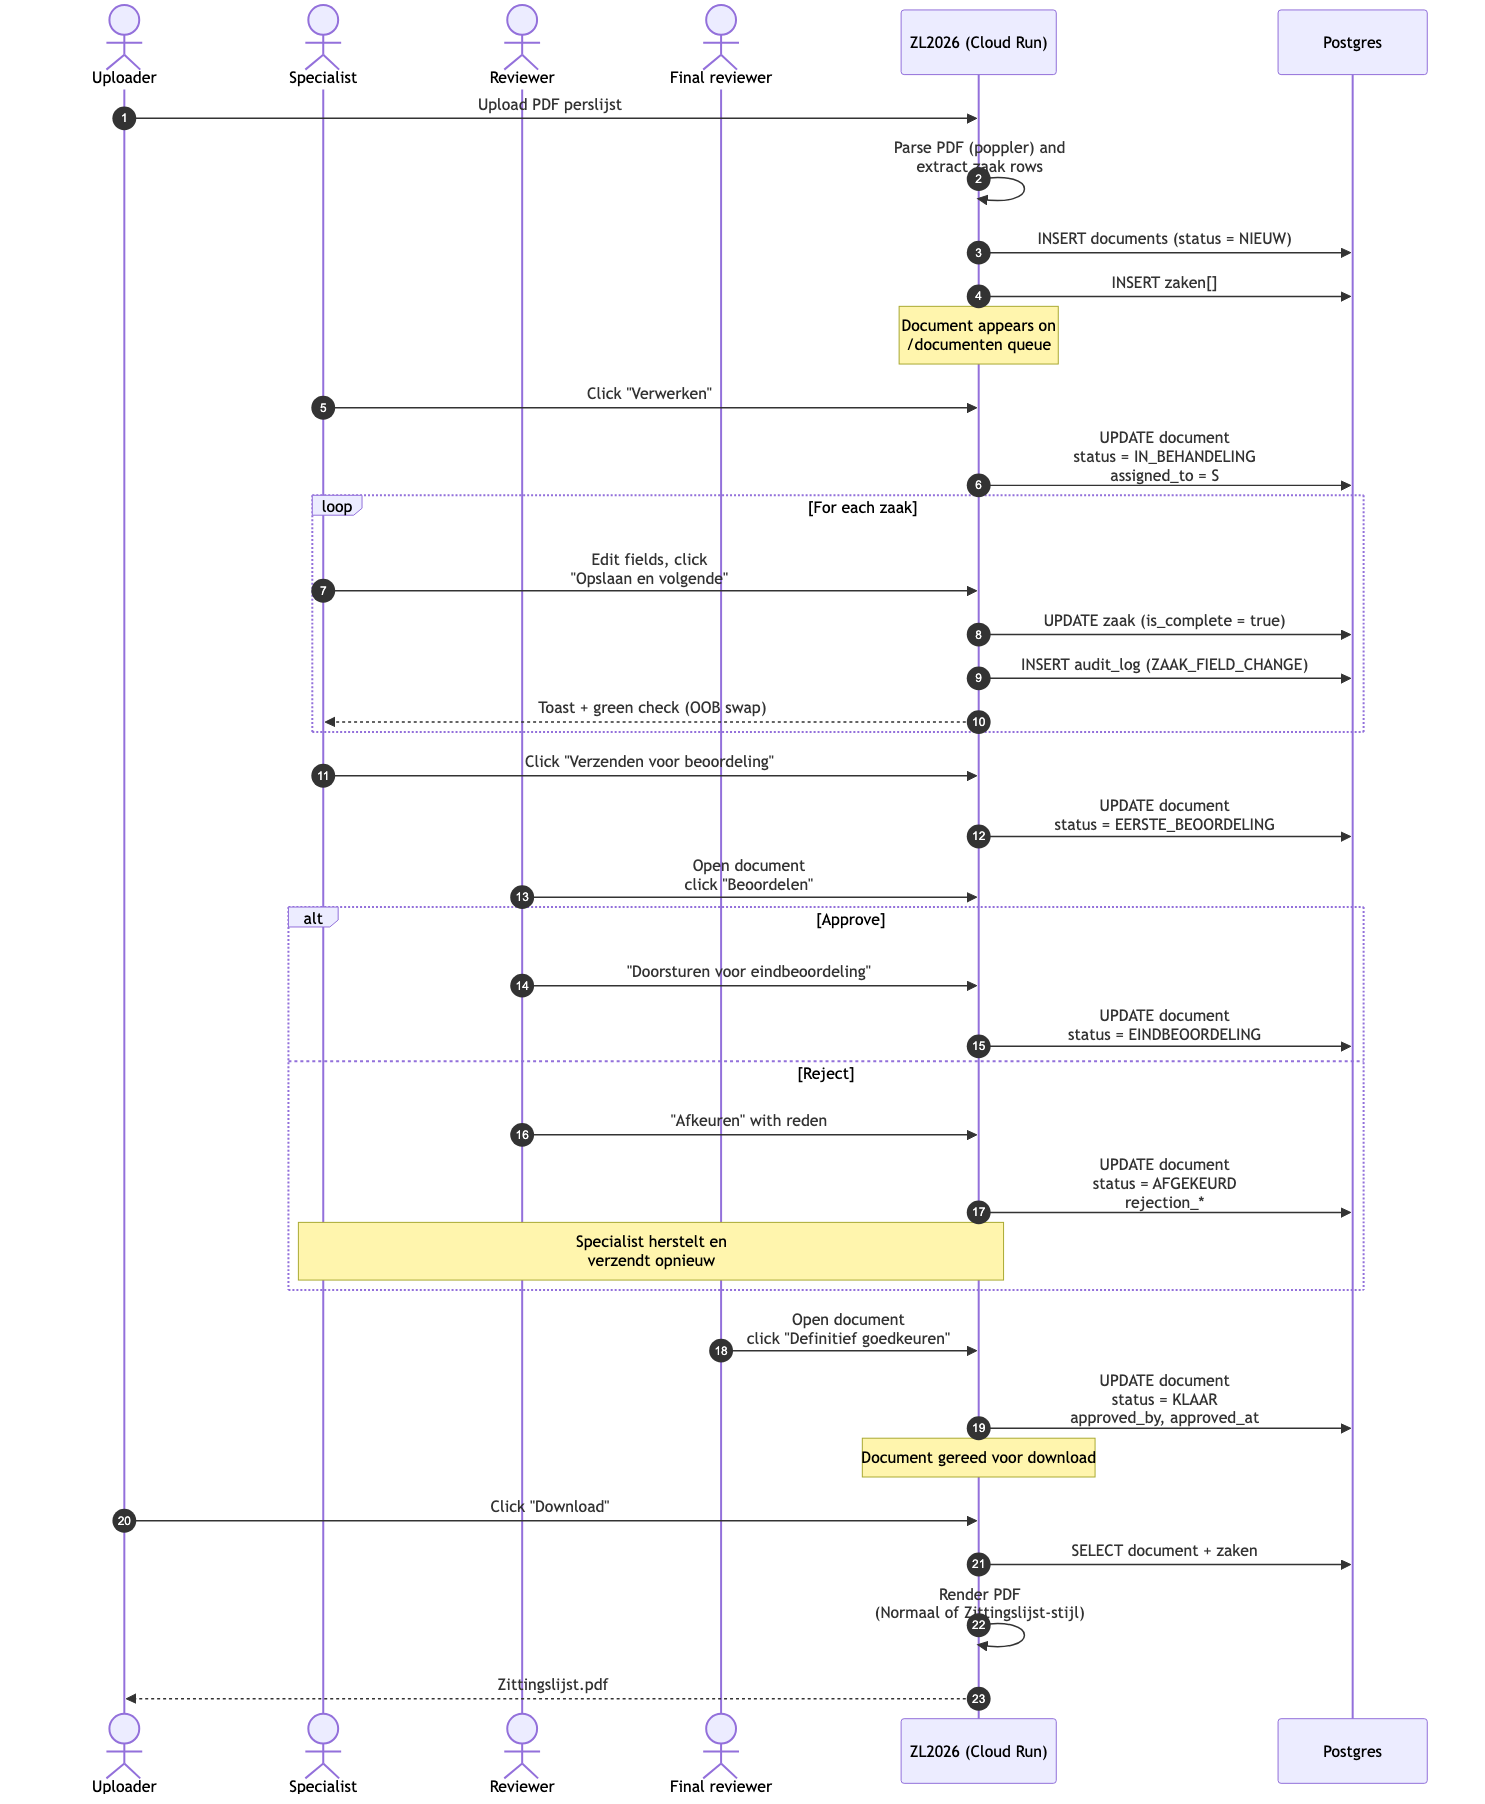 Uploader
Specialist
Reviewer
Final reviewer
ZL2026 (Cloud Run)
Postgres
Upload PDF perslijst
1
Parse PDF (poppler) and
extract zaak rows
2
INSERT documents (status = NIEUW)
3
INSERT zaken[]
4
Document appears on
/documenten queue
Click "Verwerken"
5
UPDATE document
status = IN_BEHANDELING
assigned_to = S
6
loop
[For each zaak]
Edit fields, click
"Opslaan en volgende"
7
UPDATE zaak (is_complete = true)
8
INSERT audit_log (ZAAK_FIELD_CHANGE)
9
Toast + green check (OOB swap)
10
Click "Verzenden voor beoordeling"
11
UPDATE document
status = EERSTE_BEOORDELING
12
Open document
click "Beoordelen"
13
alt
[Approve]
"Doorsturen voor eindbeoordeling"
14
UPDATE document
status = EINDBEOORDELING
15
[Reject]
"Afkeuren" with reden
16
UPDATE document
status = AFGEKEURD
rejection_*
17
Specialist herstelt en
verzendt opnieuw
Open document
click "Definitief goedkeuren"
18
UPDATE document
status = KLAAR
approved_by, approved_at
19
Document gereed voor download
Click "Download"
20
SELECT document + zaken
21
Render PDF
(Normaal of Zittingslijst-stijl)
22
Zittingslijst.pdf
23
Uploader
Specialist
Reviewer
Final reviewer
ZL2026 (Cloud Run)
Postgres